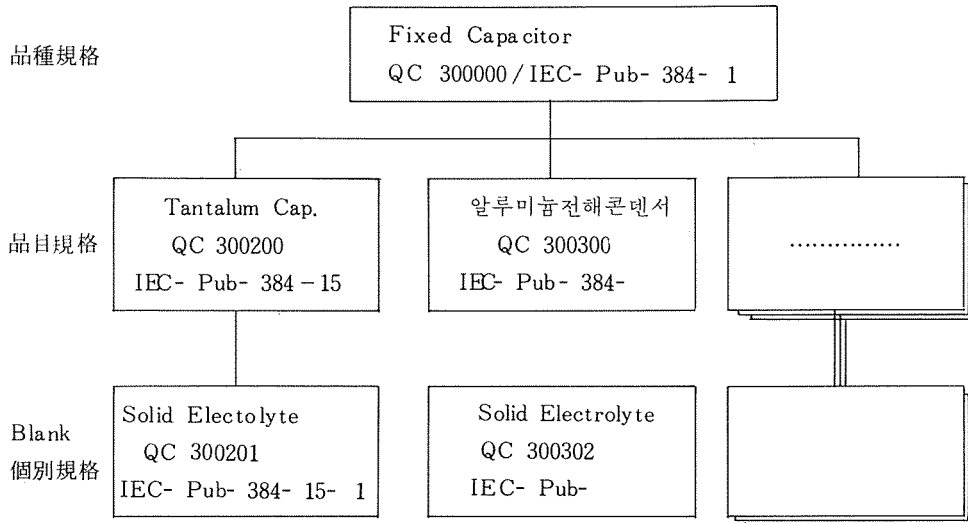 品種規格
Fixed Capacitor
QC 300000/IEC- Pub- 384- 1
品目規格
Tantalum Cap.
QC 300200
IEC- Pub- 384-15
알루미늄전해콘덴서
QC 300300
IEC- Pub- 384-
……………
Blank
個別規格
Solid Electolyte
QC 300201
IEC- Pub- 384- 15- 1
Solid Electrolyte
QC 300302
IEC- Pub-